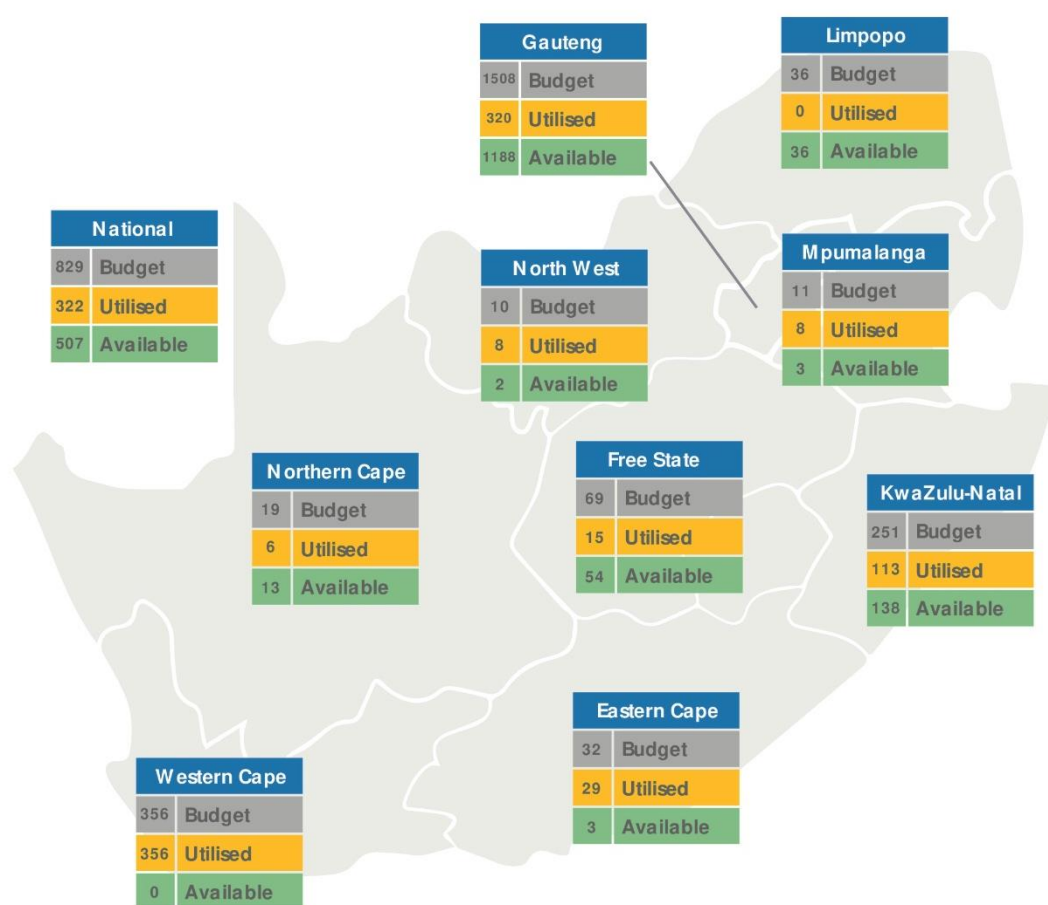 Gauteng
1508 Budget
320 Utilised
1188 Available
Limpopo
36 Budget
0 Utilised
36 Available
National
829 Budget
322 Utilised
507 Available
North West
10 Budget
8 Utilised
2 Available
Mpumalanga
11 Budget
8 Utilised
3 Available
Northern Cape
19 Budget
6 Utilised
13 Available
Free State
69 Budget
15 Utilised
54 Available
KwaZulu-Natal
251 Budget
113 Utilised
138 Available
Eastern Cape
32 Budget
29 Utilised
3 Available
Western Cape
356 Budget
356 Utilised
0 Available